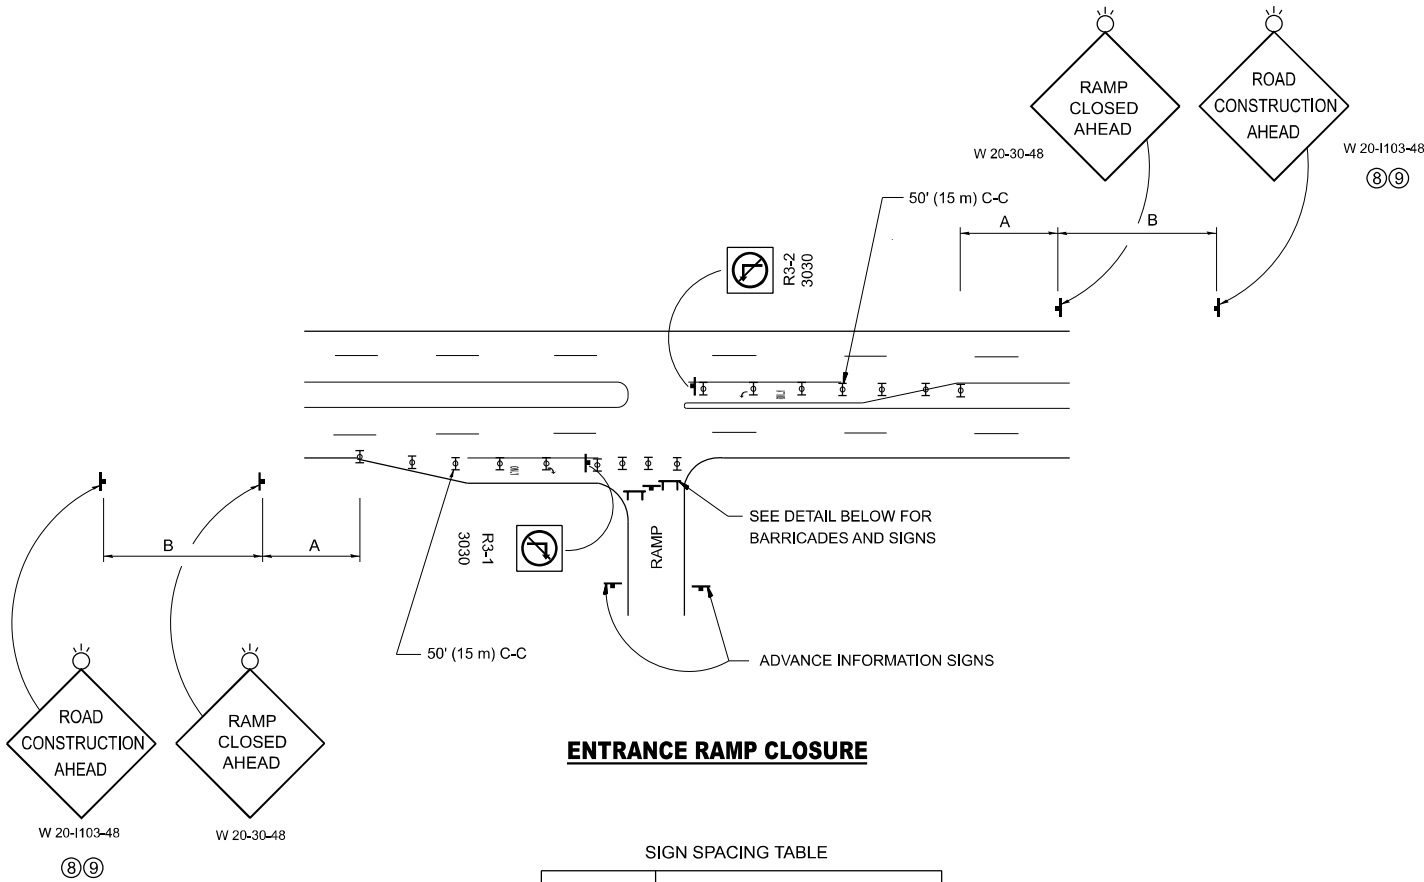 RAMP
CLOSED
AHEAD
W 20-30-48
ROAD
CONSTRUCTION
AHEAD
W 20-I103-48
⑧⑨
50' (15 m) C-C
A
B
R3-2
3030
ONLY
ONLY
R3-1
3030
RAMP
SEE DETAIL BELOW FOR
BARRICADES AND SIGNS
B
A
50' (15 m) C-C
ADVANCE INFORMATION SIGNS
ROAD
CONSTRUCTION
AHEAD
W 20-I103-48
⑧⑨
RAMP
CLOSED
AHEAD
W 20-30-48
ENTRANCE RAMP CLOSURE
SIGN SPACING TABLE